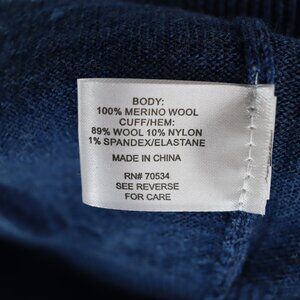 BODY:
100% MERINO WOOL
CUFF/HEM:
89% WOOL 10% NYLON
1% SPANDEX/ELASTANE
MADE IN CHINA
RN# 70534
SEE REVERSE
FOR CARE